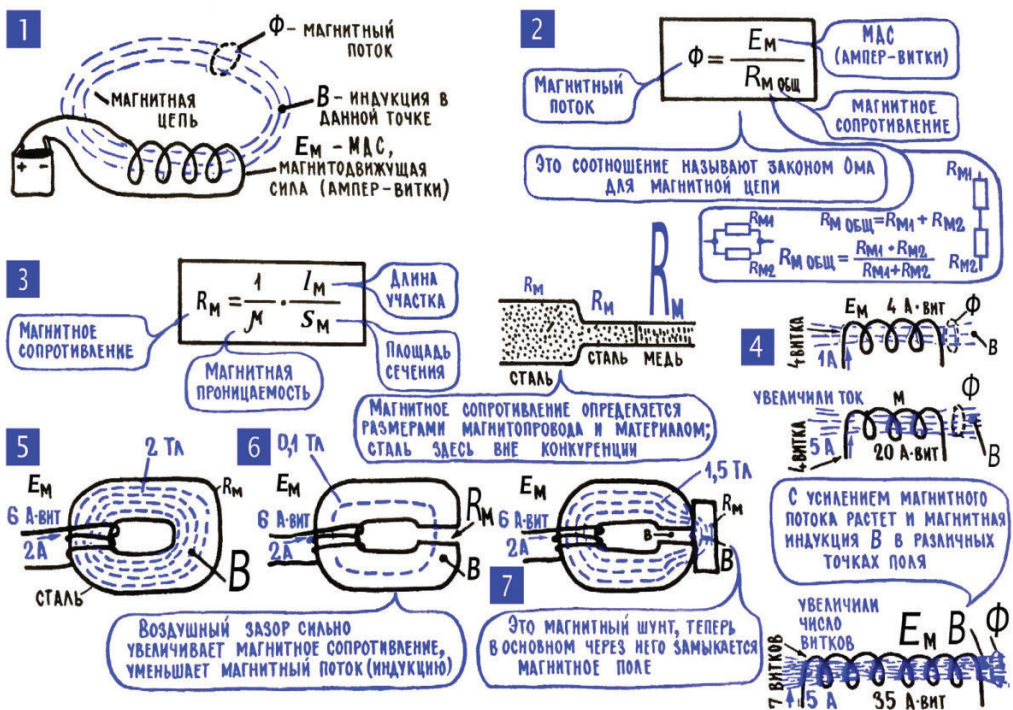 1
Φ – МАГНИТНЫЙ
ПОТОК
МАГНИТНАЯ
ЦЕПЬ
B – ИНДУКЦИЯ В
ДАННОЙ ТОЧКЕ
Eм – МДС,
МАГНИТОДВИЖУЩАЯ
СИЛА (АМПЕР-ВИТКИ)
+ -
2
Φ = Eм / Rм ОБЩ
МДС
(АМПЕР-ВИТКИ)
МАГНИТНЫЙ
ПОТОК
МАГНИТНОЕ
СОПРОТИВЛЕНИЕ
ЭТО СООТНОШЕНИЕ НАЗЫВАЮТ ЗАКОНОМ ОМА
ДЛЯ МАГНИТНОЙ ЦЕПИ
Rм1
Rм2
Rм ОБЩ = Rм1 + Rм2
Rм ОБЩ = Rм1 · Rм2 / Rм1 + Rм2
Rм1
Rм2
3
Rм = 1 / μ · lм / Sм
ДЛИНА
УЧАСТКА
МАГНИТНОЕ
СОПРОТИВЛЕНИЕ
МАГНИТНАЯ
ПРОНИЦАЕМОСТЬ
ПЛОЩАДЬ
СЕЧЕНИЯ
Rм
Rм
Rм
СТАЛЬ
СТАЛЬ
МЕДЬ
МАГНИТНОЕ СОПРОТИВЛЕНИЕ ОПРЕДЕЛЯЕТСЯ
РАЗМЕРАМИ МАГНИТОПРОВОДА И МАТЕРИАЛОМ;
СТАЛЬ ЗДЕСЬ ВНЕ КОНКУРЕНЦИИ
4
Eм 4 А·ВИТ Φ
4 ВИТКА
1А
B
УВЕЛИЧИЛИ ТОК
М
Φ
4 ВИТКА
5 А
20 А·ВИТ
B
С УСИЛЕНИЕМ МАГНИТНОГО
ПОТОКА РАСТЕТ И МАГНИТНАЯ
ИНДУКЦИЯ B В РАЗЛИЧНЫХ
ТОЧКАХ ПОЛЯ
УВЕЛИЧИЛИ
ЧИСЛО
ВИТКОВ
Eм B Φ
7 ВИТКОВ
5 А
35 А·ВИТ
5
2 Тл
Eм
Rм
6 А·ВИТ
2А
B
СТАЛЬ
6
0,1 Тл
Eм
6 А·ВИТ
2А
Rм
B
ВОЗДУШНЫЙ ЗАЗОР СИЛЬНО
УВЕЛИЧИВАЕТ МАГНИТНОЕ СОПРОТИВЛЕНИЕ,
УМЕНЬШАЕТ МАГНИТНЫЙ ПОТОК (ИНДУКЦИЮ)
1,5 Тл
Eм
6 А·ВИТ
2А
B
Rм
B
7
ЭТО МАГНИТНЫЙ ШУНТ, ТЕПЕРЬ
В ОСНОВНОМ ЧЕРЕЗ НЕГО ЗАМЫКАЕТСЯ
МАГНИТНОЕ ПОЛЕ